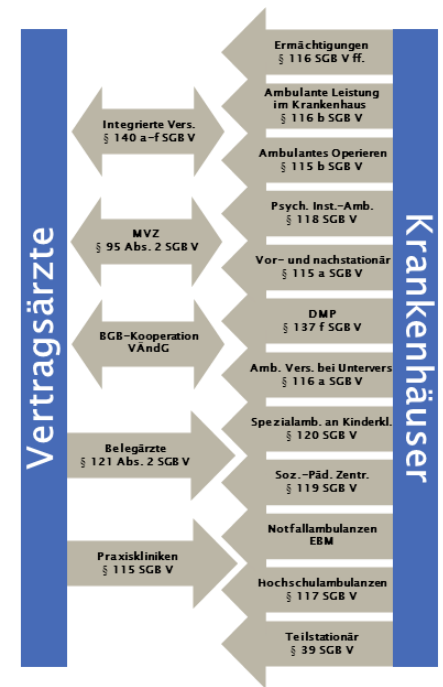 Vertragsärzte
Integrierte Vers.
§ 140 a-f SGB V
MVZ
§ 95 Abs. 2 SGB V
BGB-Kooperation
VÄndG
Belegärzte
§ 121 Abs. 2 SGB V
Praxiskliniken
§ 115 SGB V
Ermächtigungen
§ 116 SGB V ff.
Ambulante Leistung
im Krankenhaus
§ 116 b SGB V
Ambulantes Operieren
§ 115 b SGB V
Psych. Inst.-Amb.
§ 118 SGB V
Vor- und nachstationär
§ 115 a SGB V
DMP
§ 137 f SGB V
Amb. Vers. bei Untervers
§ 116 a SGB V
Spezialamb. an Kinderkl.
§ 120 SGB V
Soz.-Päd. Zentr.
§ 119 SGB V
Notfallambulanzen
EBM
Hochschulambulanzen
§ 117 SGB V
Teilstationär
§ 39 SGB V
Krankenhäuser